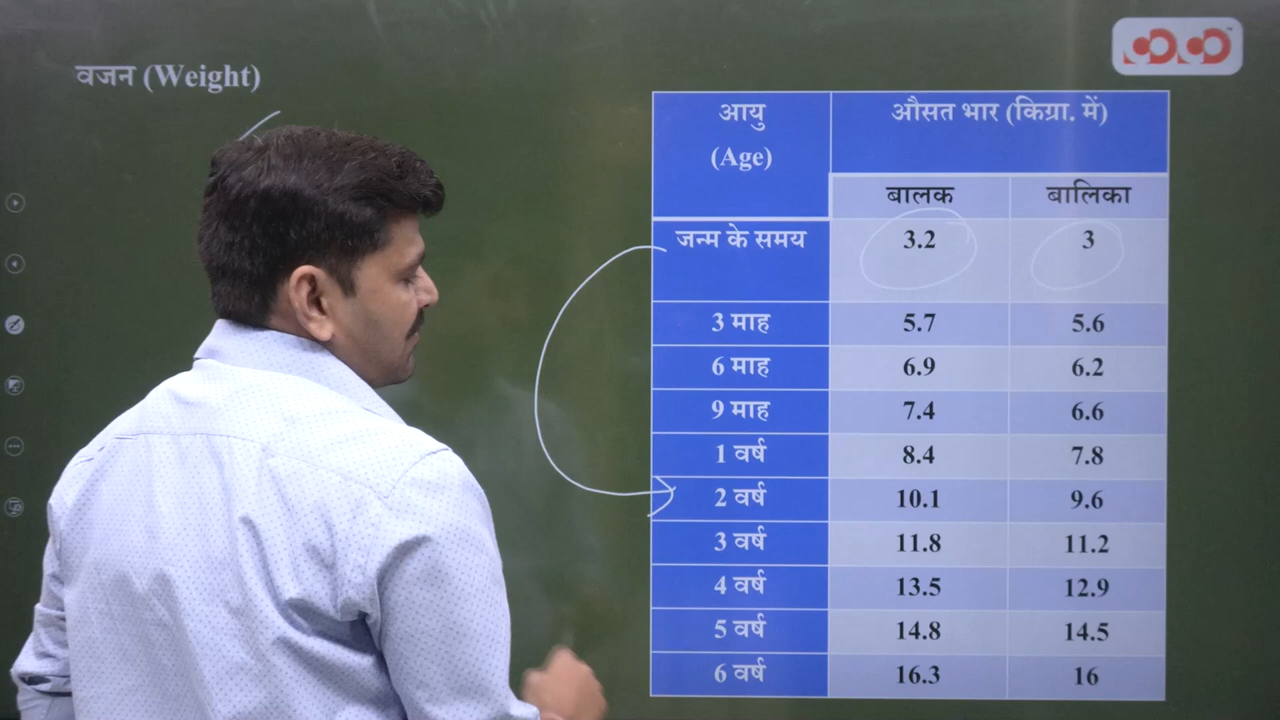 वजन (Weight)
आयु (Age) औसत भार (किग्रा. में)
बालक बालिका
जन्म के समय 3.2 3
3 माह 5.7 5.6
6 माह 6.9 6.2
9 माह 7.4 6.6
1 वर्ष 8.4 7.8
2 वर्ष 10.1 9.6
3 वर्ष 11.8 11.2
4 वर्ष 13.5 12.9
5 वर्ष 14.8 14.5
6 वर्ष 16.3 16